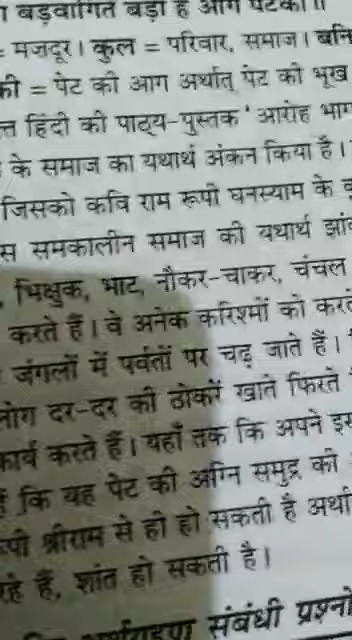 बड़वागितें बड़ी है आगि पेटकी॥
= मजदूर। कुल = परिवार, समाज। बनि
की = पेट की आग अर्थात् पेट की भूख
हिंदी की पाठ्य-पुस्तक 'आरोह भाग
के समाज का यथार्थ अंकन किया है।
जिसको कवि राम रूपी घनस्याम के
समकालीन समाज की यथार्थ
भिक्षुक, भाट, नौकर-चाकर, चंचल
करते हैं। वे अनेक करिश्मों को करते
जंगलों में पर्वतों पर चढ़ जाते हैं।
लोग दर-दर की ठोकरें खाते फिरते
कार्य करते हैं। यहाँ तक कि अपने इस
कि यह पेट की अग्नि समुद्र की
श्रीराम से ही हो सकती है अर्था
रहे हैं, शांत हो सकती है।
संबंधी प्रश्नो